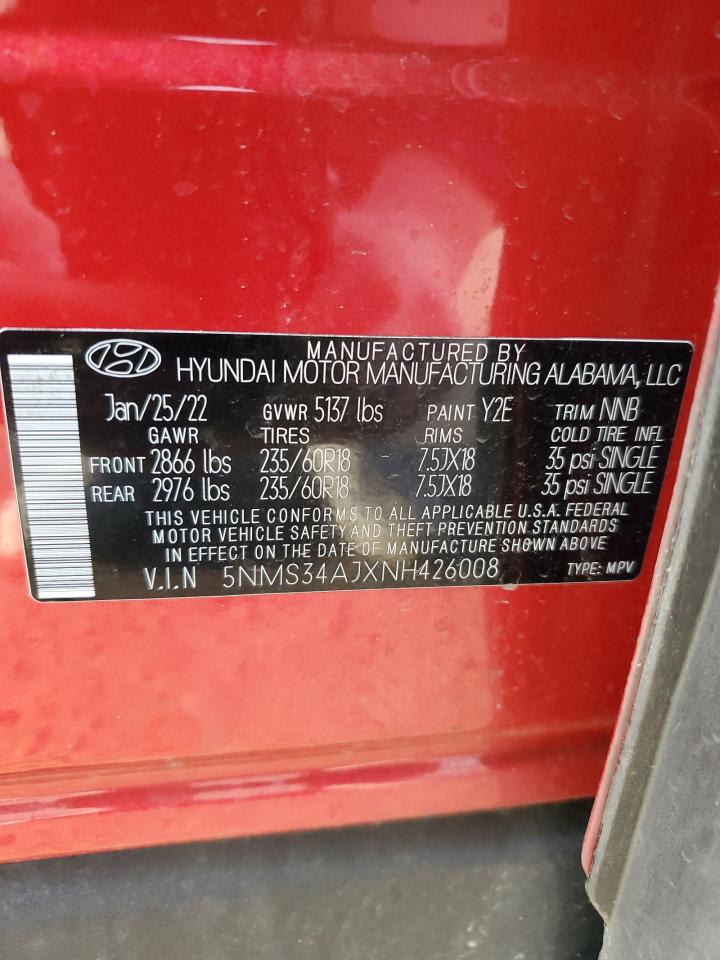 MANUFACTURED BY
HYUNDAI MOTOR MANUFACTURING ALABAMA, LLC
Jan/25/22 GVWR 5137 lbs PAINT Y2E TRIM NNB
GAWR TIRES RIMS COLD TIRE INFL
FRONT 2866 lbs 235/60R18 7.5JX18 35 psi SINGLE
REAR 2976 lbs 235/60R18 7.5JX18 35 psi SINGLE
THIS VEHICLE CONFORMS TO ALL APPLICABLE U.S.A. FEDERAL
MOTOR VEHICLE SAFETY AND THEFT PREVENTION STANDARDS
IN EFFECT ON THE DATE OF MANUFACTURE SHOWN ABOVE
V.I.N 5NMS34AJXNH426008 TYPE: MPV